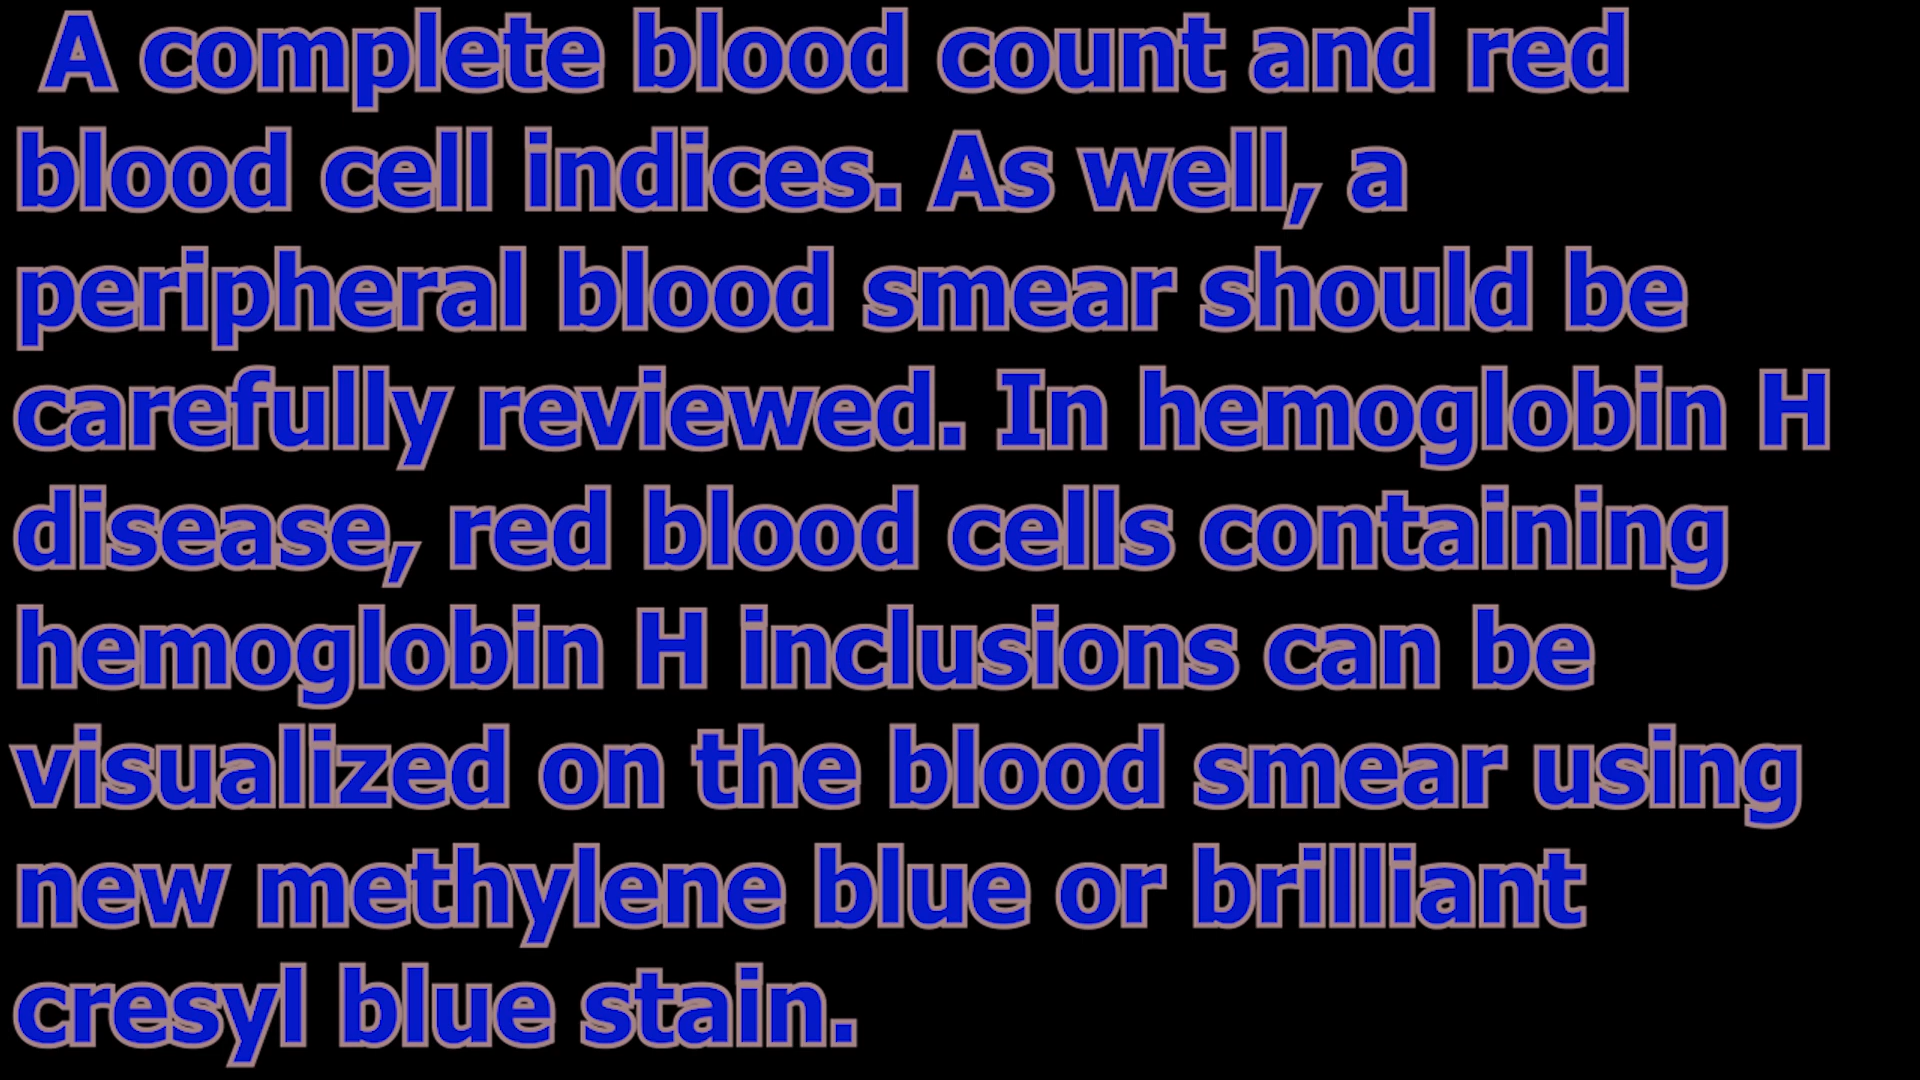 A complete blood count and red
blood cell indices. As well, a
peripheral blood smear should be
carefully reviewed. In hemoglobin H
disease, red blood cells containing
hemoglobin H inclusions can be
visualized on the blood smear using
new methylene blue or brilliant
cresyl blue stain.